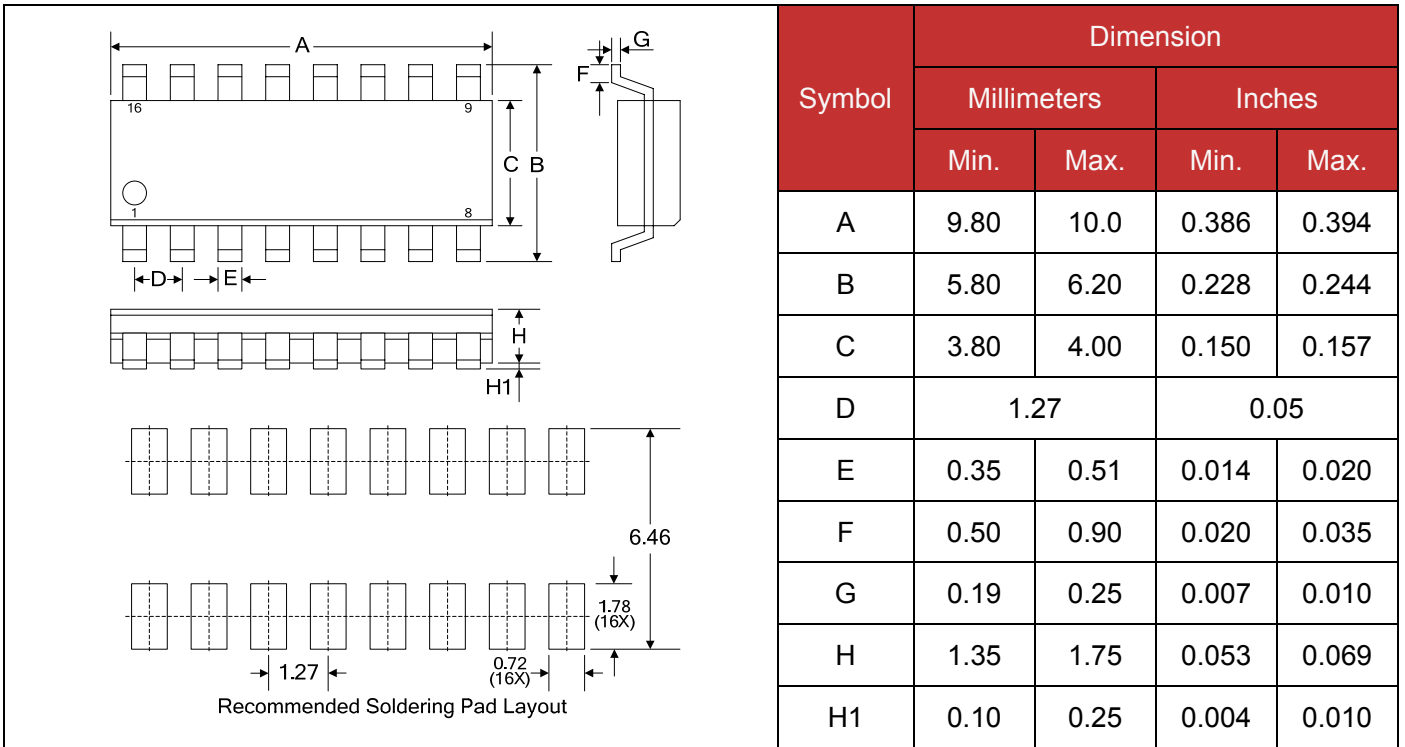 A
G
F
16
9
C
B
1
8
D
E
H
H1
6.46
1.78
(16X)
1.27
0.72
(16X)
Recommended Soldering Pad Layout
Symbol
Dimension
Millimeters Inches
Min. Max. Min. Max.
A 9.80 10.0 0.386 0.394
B 5.80 6.20 0.228 0.244
C 3.80 4.00 0.150 0.157
D 1.27 0.05
E 0.35 0.51 0.014 0.020
F 0.50 0.90 0.020 0.035
G 0.19 0.25 0.007 0.010
H 1.35 1.75 0.053 0.069
H1 0.10 0.25 0.004 0.010